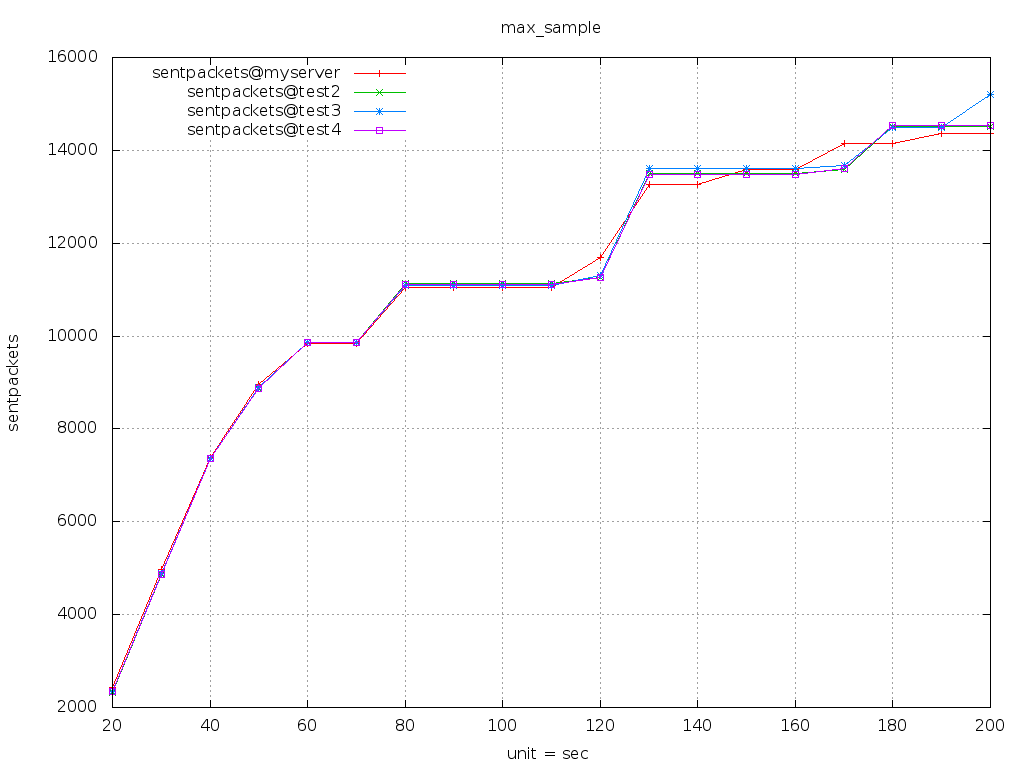 max_sample
16000
14000
12000
10000
8000
6000
4000
2000
sentpackets
sentpackets@myserver
sentpackets@test2
sentpackets@test3
sentpackets@test4
20 40 60 80 100 120 140 160 180 200
unit = sec